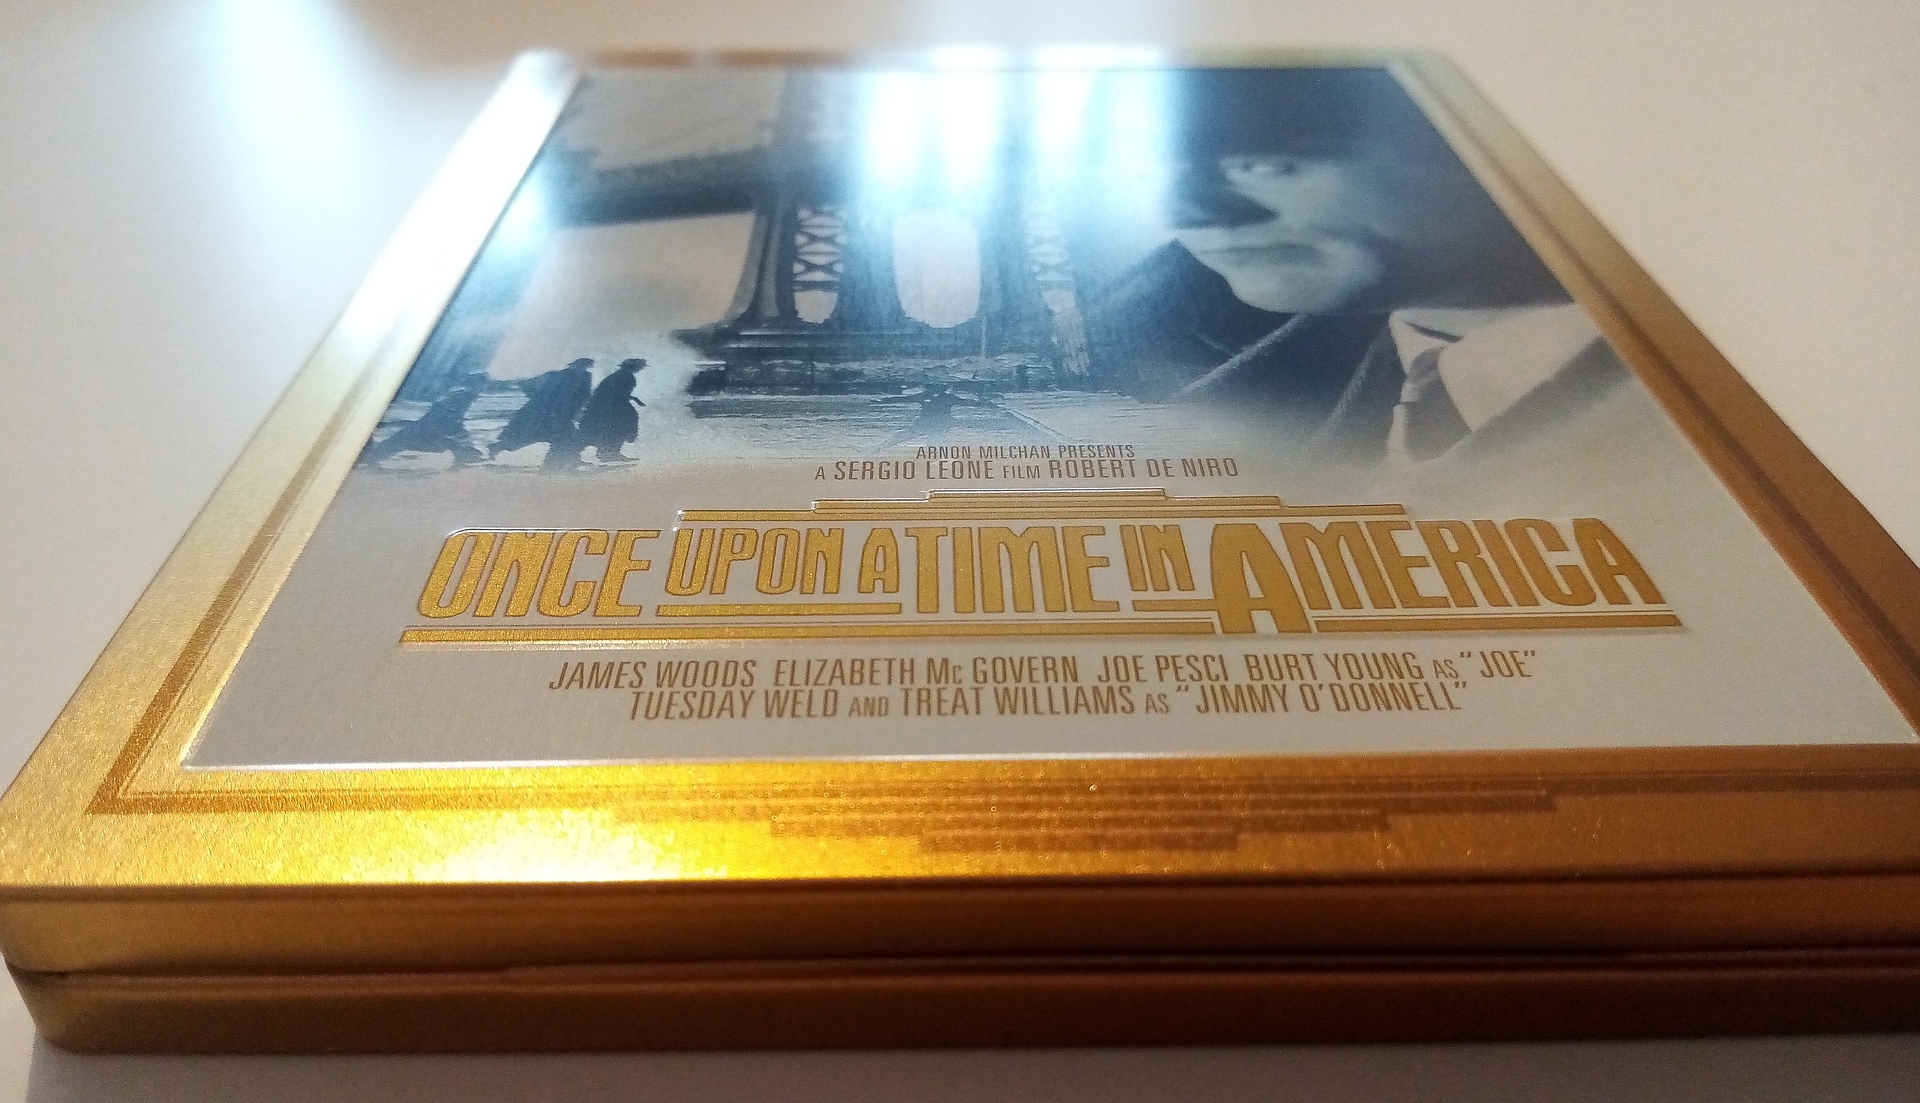 ARNON MILCHAN PRESENTS
A SERGIO LEONE FILM ROBERT DE NIRO
ONCE UPON A TIME IN AMERICA
JAMES WOODS ELIZABETH Mc GOVERN JOE PESCI BURT YOUNG AS "JOE"
TUESDAY WELD AND TREAT WILLIAMS AS "JIMMY O'DONNELL"